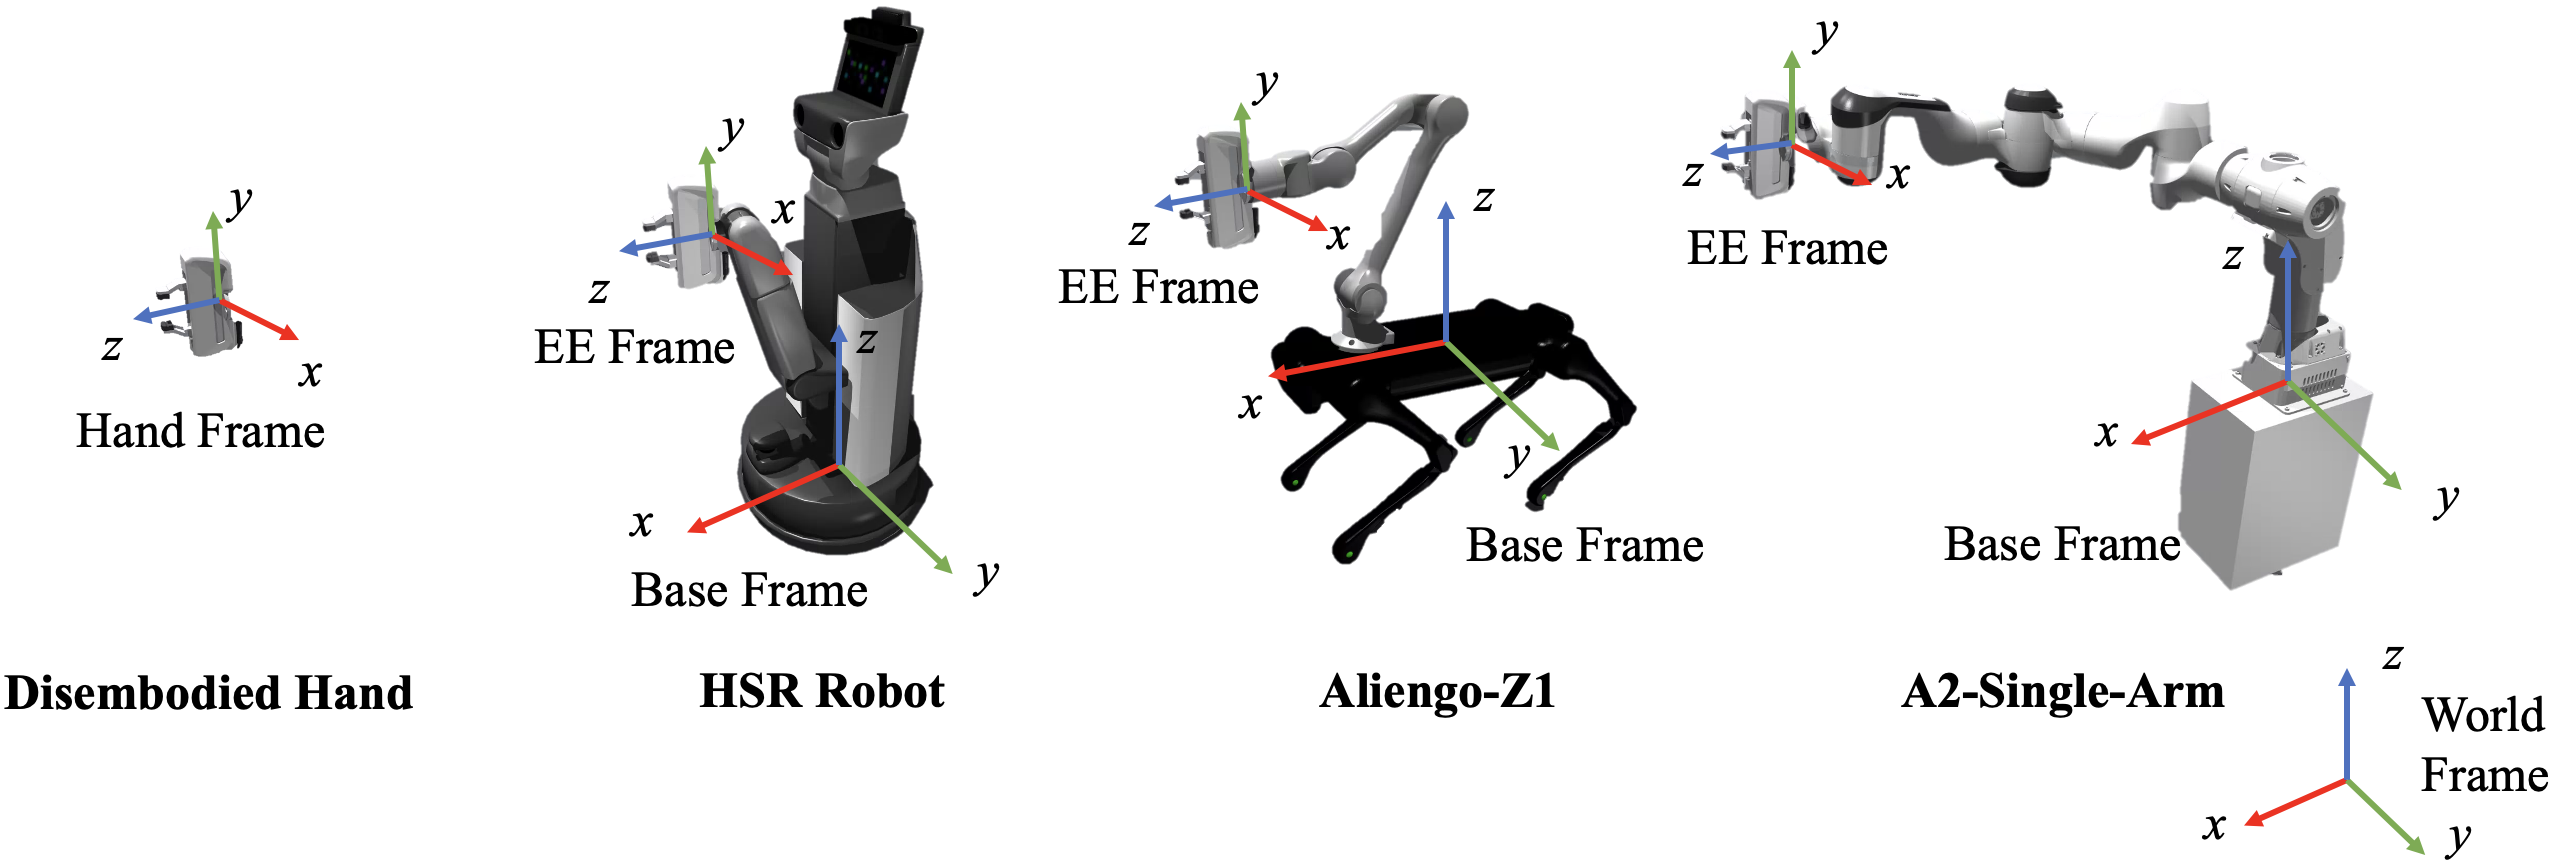 y
z
x
Hand Frame
Disembodied Hand
y
x
z
EE Frame
z
x
y
Base Frame
HSR Robot
y
z
x
EE Frame
z
x
y
Base Frame
Aliengo-Z1
y
z
x
EE Frame
z
x
y
Base Frame
A2-Single-Arm
z
World
Frame
x
y